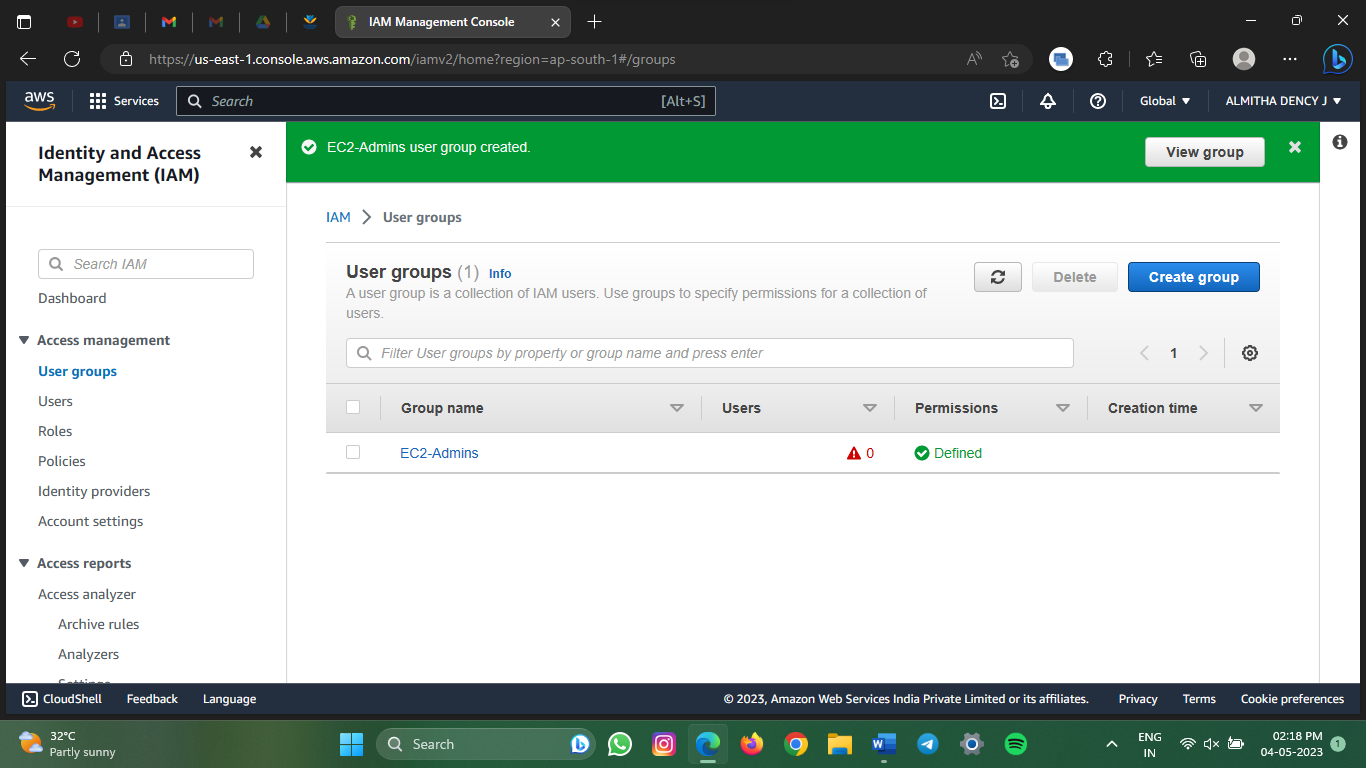 IAM Management Console
https://us-east-1.console.aws.amazon.com/iamv2/home?region=ap-south-1#/groups
aws
Services
Search
[Alt+S]
Global
ALMITHA DENCY J
Identity and Access
Management (IAM)
Search IAM
Dashboard
Access management
User groups
Users
Roles
Policies
Identity providers
Account settings
Access reports
Access analyzer
Archive rules
Analyzers
Settings
EC2-Admins user group created.
View group
IAM
User groups
User groups (1) Info
A user group is a collection of IAM users. Use groups to specify permissions for a collection of
users.
Delete
Create group
Filter User groups by property or group name and press enter
1
Group name
Users
Permissions
Creation time
EC2-Admins
0
Defined
CloudShell
Feedback
Language
© 2023, Amazon Web Services India Private Limited or its affiliates.
Privacy
Terms
Cookie preferences
32°C
Partly sunny
Search
ENG
IN
02:18 PM
04-05-2023
1